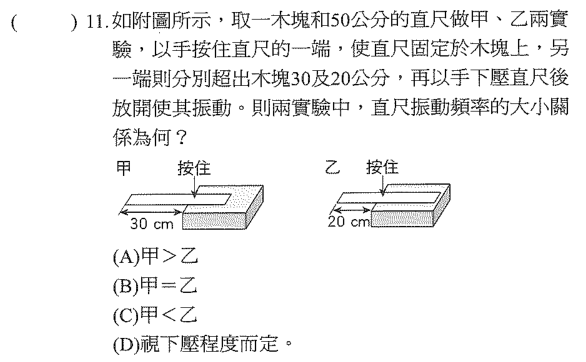 (　　) 11.如附圖所示，取一木塊和50公分的直尺做甲、乙兩實
驗，以手按住直尺的一端，使直尺固定於木塊上，另
一端則分別超出木塊30及20公分，再以手下壓直尺後
放開使其振動。則兩實驗中，直尺振動頻率的大小關
係為何？
甲　按住　乙　按住
30 cm　20 cm
(A)甲＞乙
(B)甲＝乙
(C)甲＜乙
(D)視下壓程度而定。